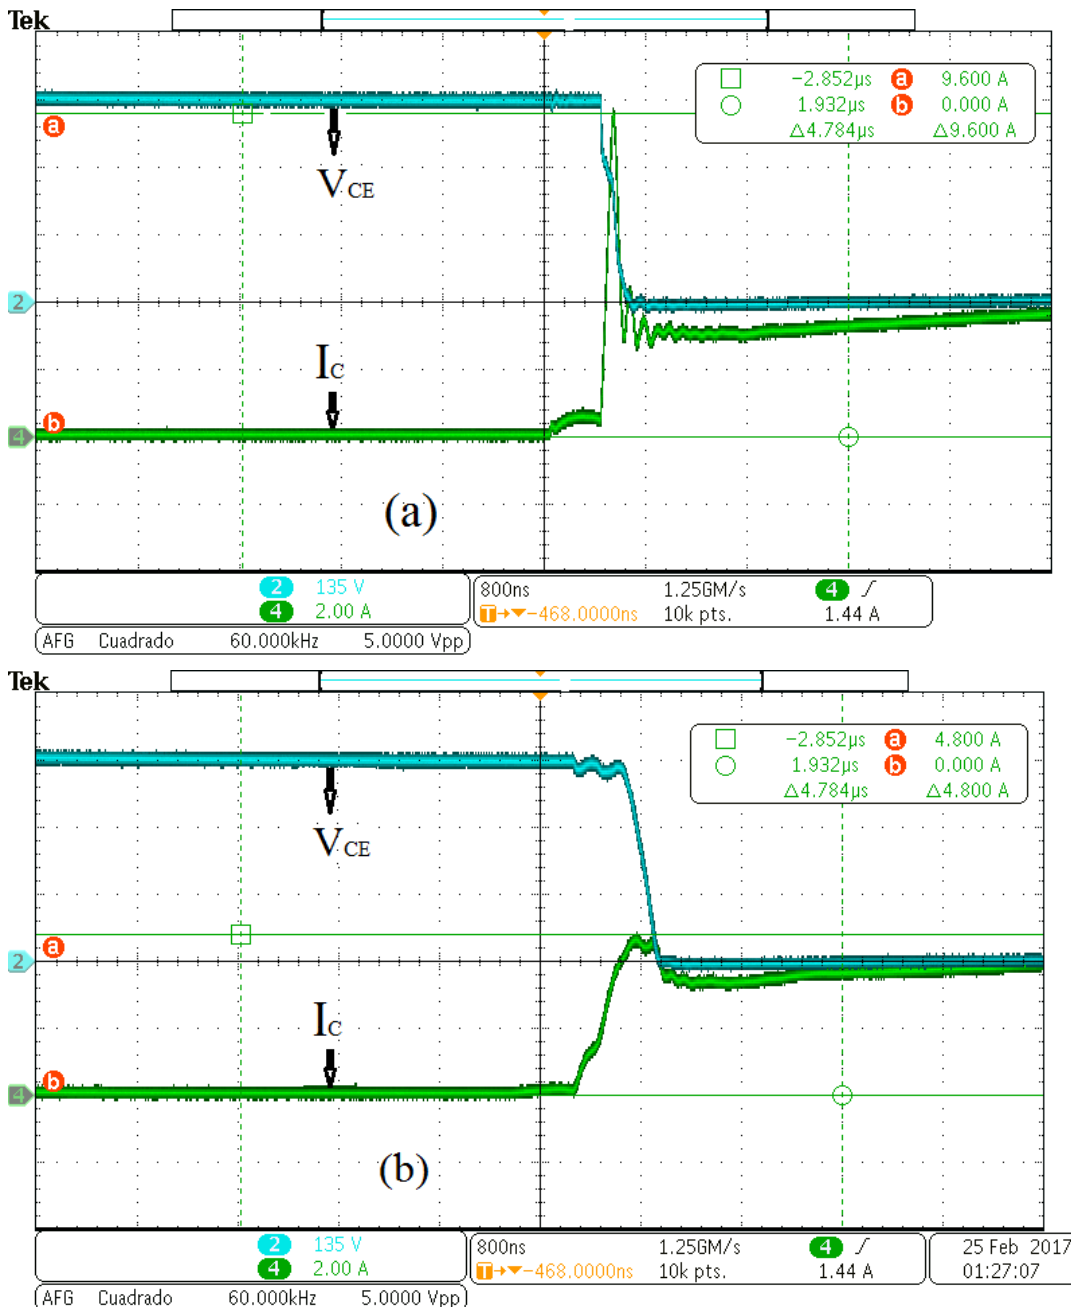 Tek
-2.852µs a 9.600 A
1.932µs b 0.000 A
Δ4.784µs Δ9.600 A
a
VCE
2
IC
b
4
(a)
2 135 V
4 2.00 A
800ns 1.25GM/s 4
T→▼-468.0000ns 10k pts. 1.44 A
AFG Cuadrado 60.000kHz 5.0000 Vpp
Tek
-2.852µs a 4.800 A
1.932µs b 0.000 A
Δ4.784µs Δ4.800 A
VCE
a
2
IC
b
4
(b)
2 135 V
4 2.00 A
800ns 1.25GM/s 4
T→▼-468.0000ns 10k pts. 1.44 A
25 Feb 2017
01:27:07
AFG Cuadrado 60.000kHz 5.0000 Vpp